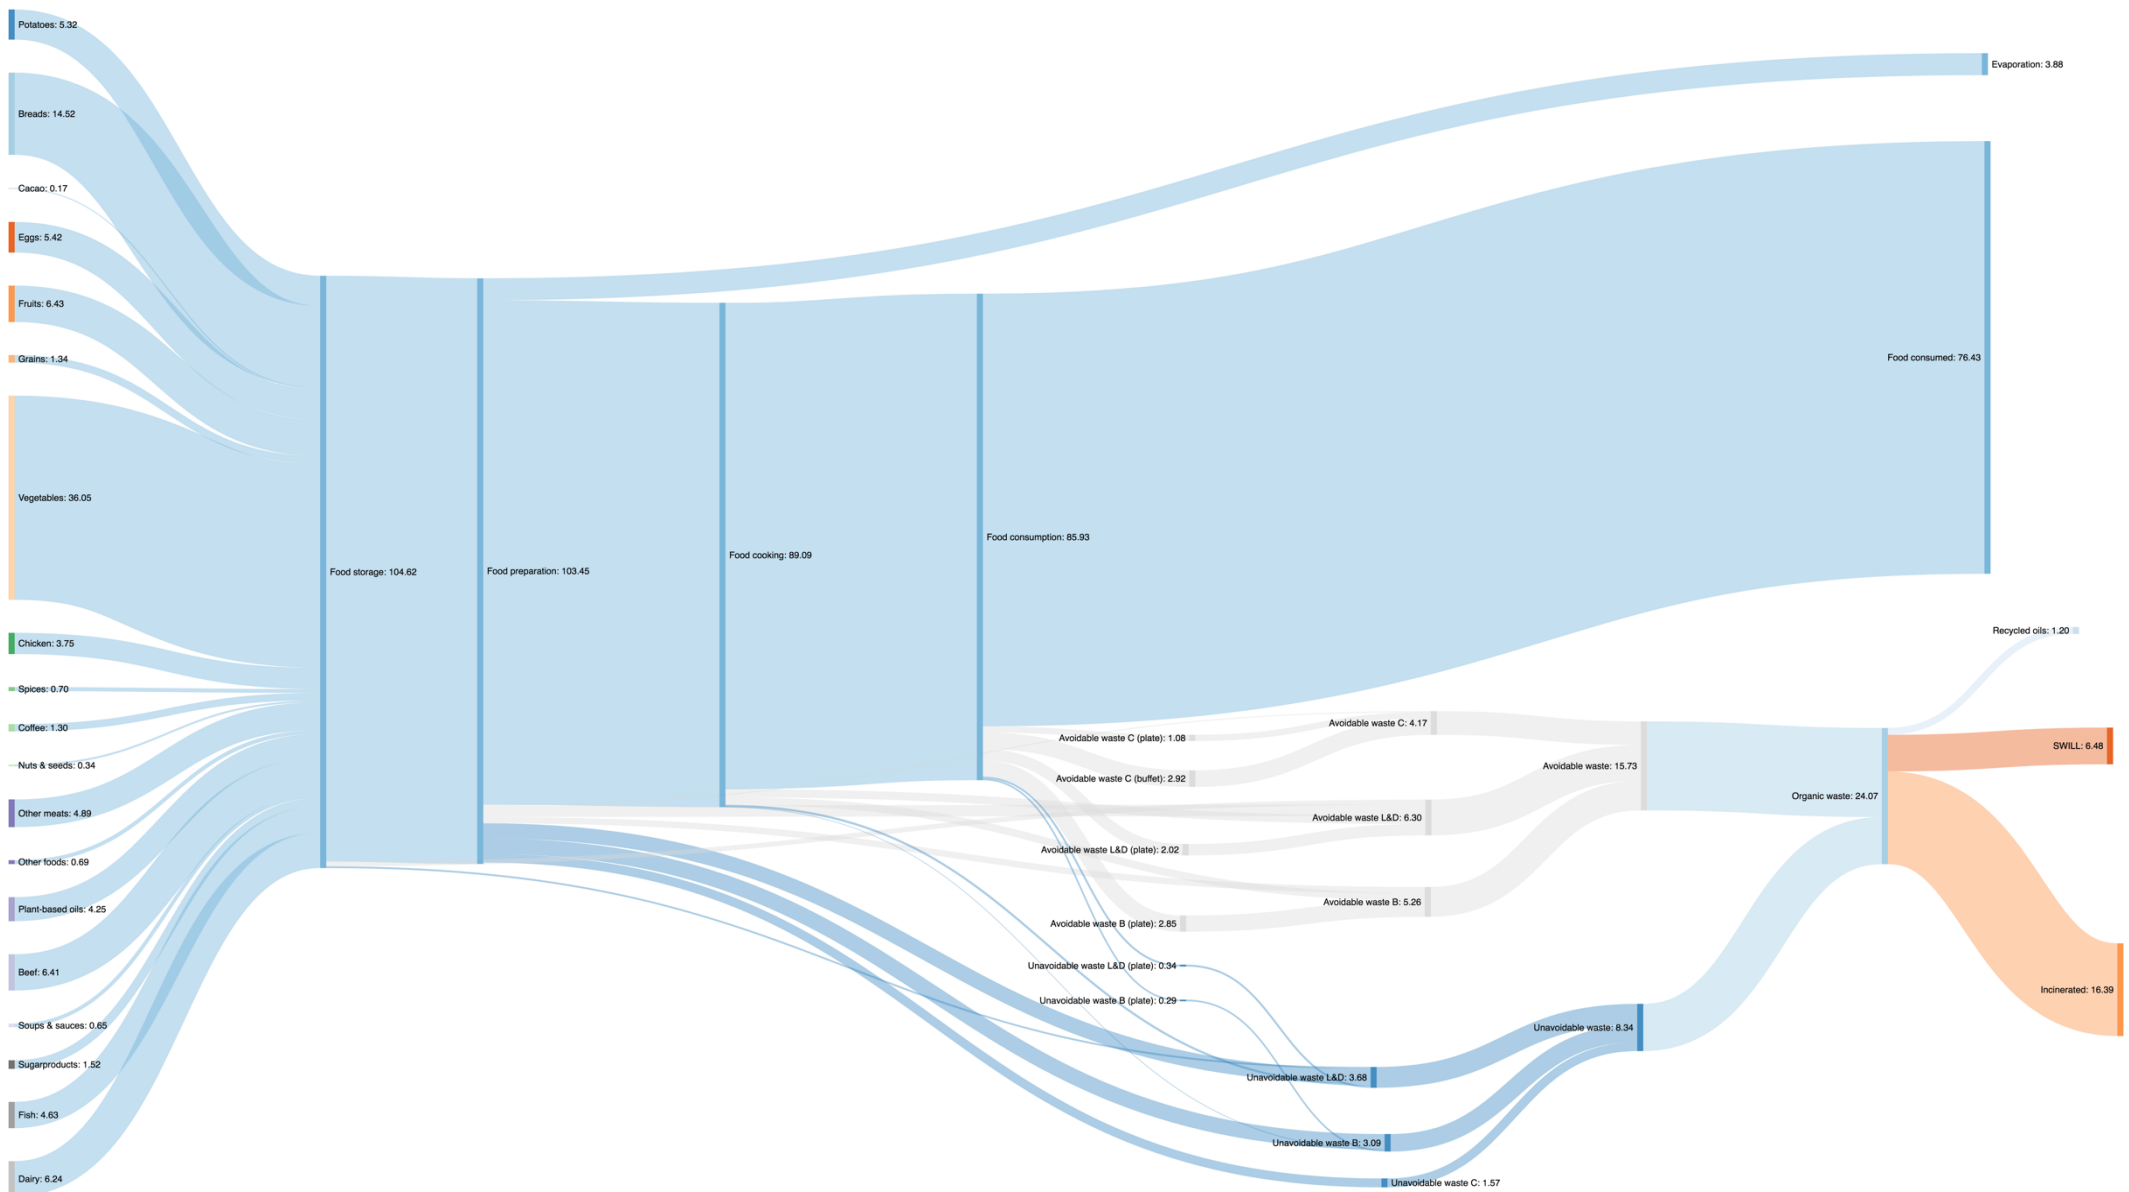 Potatoes: 5.32
Breads: 14.52
Cacao: 0.17
Eggs: 5.42
Fruits: 6.43
Grains: 1.34
Vegetables: 36.05
Chicken: 3.75
Spices: 0.70
Coffee: 1.30
Nuts & seeds: 0.34
Other meats: 4.89
Other foods: 0.69
Plant-based oils: 4.25
Beef: 6.41
Soups & sauces: 0.65
Sugarproducts: 1.52
Fish: 4.63
Dairy: 6.24
Food storage: 104.62
Food preparation: 103.45
Food cooking: 89.09
Food consumption: 85.93
Avoidable waste C (plate): 1.08
Avoidable waste C (buffet): 2.92
Avoidable waste L&D (plate): 2.02
Avoidable waste B (plate): 2.85
Unavoidable waste L&D (plate): 0.34
Unavoidable waste B (plate): 0.29
Avoidable waste C: 4.17
Avoidable waste L&D: 6.30
Avoidable waste B: 5.26
Unavoidable waste L&D: 3.68
Unavoidable waste B: 3.09
Unavoidable waste C: 1.57
Avoidable waste: 15.73
Unavoidable waste: 8.34
Organic waste: 24.07
Evaporation: 3.88
Food consumed: 76.43
Recycled oils: 1.20
SWILL: 6.48
Incinerated: 16.39